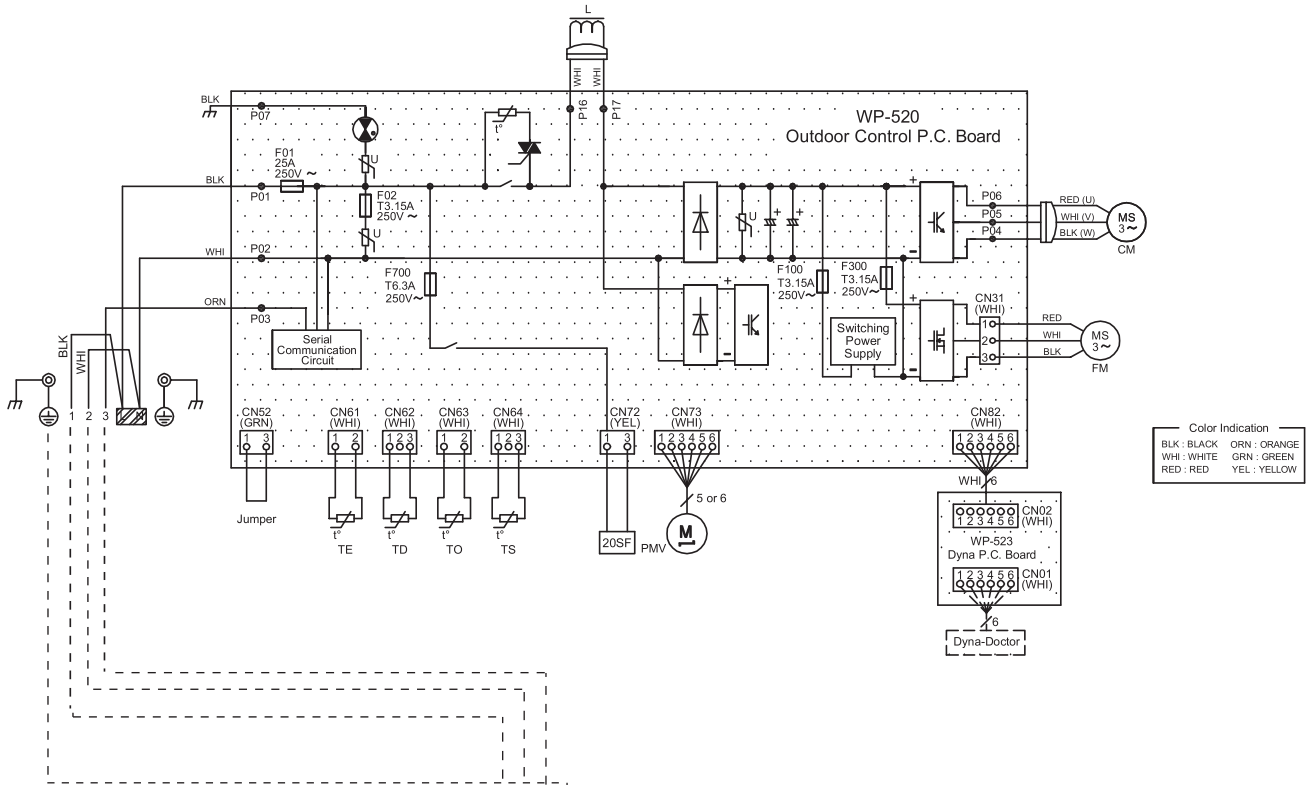 L
WHI WHI
P16 P17
BLK
P07
WP-520
Outdoor Control P.C. Board
t°
U
F01
25A
250V ~
BLK
P01
F02
T3.15A
250V ~
U
U
WHI
P02
F700
T6.3A
250V~
ORN
P03
Serial
Communication
Circuit
F100
T3.15A
250V~
F300
T3.15A
250V~
Switching
Power
Supply
+
-
+
-
+
-
P06
P05
P04
RED (U)
WHI (V)
BLK (W)
MS
3~
CM
CN31
(WHI)
1
2
3
RED
WHI
BLK
MS
3~
FM
BLK
WHI
1 2 3 L N
CN52
(GRN)
1 3
Jumper
CN61
(WHI)
1 2
t°
TE
CN62
(WHI)
1 2 3
t°
TD
CN63
(WHI)
1 2
t°
TO
CN64
(WHI)
1 2 3
t°
TS
CN72
(YEL)
1 3
20SF
CN73
(WHI)
1 2 3 4 5 6
5 or 6
PMV
M
CN82
(WHI)
1 2 3 4 5 6
WHI 6
CN02
(WHI)
1 2 3 4 5 6
WP-523
Dyna P.C. Board
1 2 3 4 5 6
CN01
(WHI)
6
Dyna-Doctor
Color Indication
BLK : BLACK ORN : ORANGE
WHI : WHITE GRN : GREEN
RED : RED YEL : YELLOW